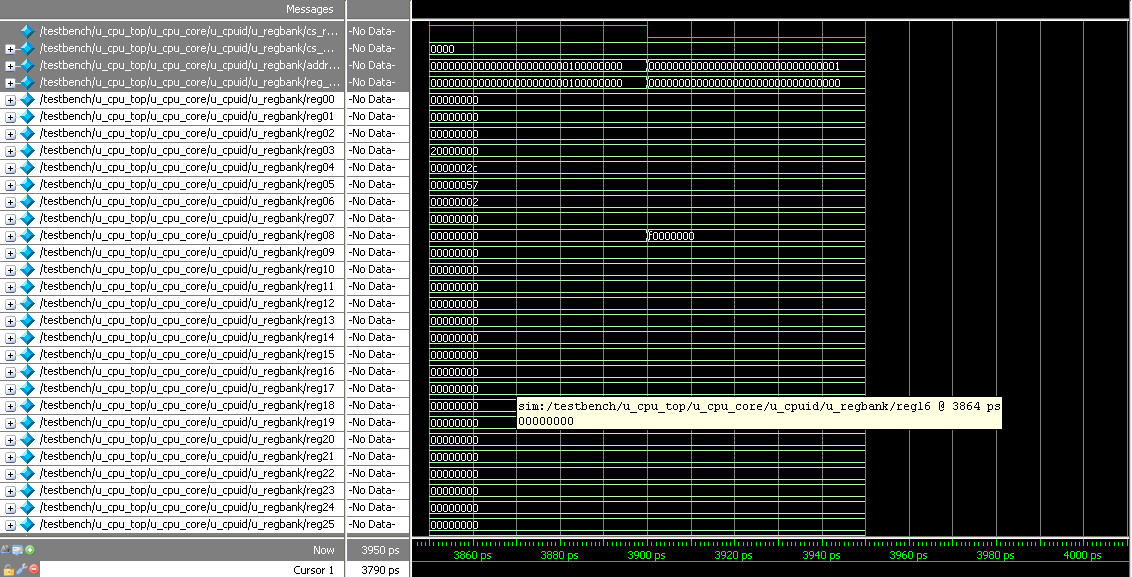 Messages
/testbench/u_cpu_top/u_cpu_core/u_cpuid/u_regbank/cs_r... -No Data-
/testbench/u_cpu_top/u_cpu_core/u_cpuid/u_regbank/cs_... -No Data- 0000
/testbench/u_cpu_top/u_cpu_core/u_cpuid/u_regbank/addr... -No Data- 00000000000000000000000100000000 00000000000000000000000000000001
/testbench/u_cpu_top/u_cpu_core/u_cpuid/u_regbank/reg_... -No Data- 00000000000000000000000100000000 00000000000000000000000000000000
/testbench/u_cpu_top/u_cpu_core/u_cpuid/u_regbank/reg00 -No Data- 00000000
/testbench/u_cpu_top/u_cpu_core/u_cpuid/u_regbank/reg01 -No Data- 00000000
/testbench/u_cpu_top/u_cpu_core/u_cpuid/u_regbank/reg02 -No Data- 00000000
/testbench/u_cpu_top/u_cpu_core/u_cpuid/u_regbank/reg03 -No Data- 20000000
/testbench/u_cpu_top/u_cpu_core/u_cpuid/u_regbank/reg04 -No Data- 0000002c
/testbench/u_cpu_top/u_cpu_core/u_cpuid/u_regbank/reg05 -No Data- 00000057
/testbench/u_cpu_top/u_cpu_core/u_cpuid/u_regbank/reg06 -No Data- 00000002
/testbench/u_cpu_top/u_cpu_core/u_cpuid/u_regbank/reg07 -No Data- 00000000
/testbench/u_cpu_top/u_cpu_core/u_cpuid/u_regbank/reg08 -No Data- 00000000 f0000000
/testbench/u_cpu_top/u_cpu_core/u_cpuid/u_regbank/reg09 -No Data- 00000000
/testbench/u_cpu_top/u_cpu_core/u_cpuid/u_regbank/reg10 -No Data- 00000000
/testbench/u_cpu_top/u_cpu_core/u_cpuid/u_regbank/reg11 -No Data- 00000000
/testbench/u_cpu_top/u_cpu_core/u_cpuid/u_regbank/reg12 -No Data- 00000000
/testbench/u_cpu_top/u_cpu_core/u_cpuid/u_regbank/reg13 -No Data- 00000000
/testbench/u_cpu_top/u_cpu_core/u_cpuid/u_regbank/reg14 -No Data- 00000000
/testbench/u_cpu_top/u_cpu_core/u_cpuid/u_regbank/reg15 -No Data- 00000000
/testbench/u_cpu_top/u_cpu_core/u_cpuid/u_regbank/reg16 -No Data- 00000000
/testbench/u_cpu_top/u_cpu_core/u_cpuid/u_regbank/reg17 -No Data- 00000000
/testbench/u_cpu_top/u_cpu_core/u_cpuid/u_regbank/reg18 -No Data- 00000000 sim:/testbench/u_cpu_top/u_cpu_core/u_cpuid/u_regbank/reg16 @ 3864 ps
/testbench/u_cpu_top/u_cpu_core/u_cpuid/u_regbank/reg19 -No Data- 00000000 00000000
/testbench/u_cpu_top/u_cpu_core/u_cpuid/u_regbank/reg20 -No Data- 00000000
/testbench/u_cpu_top/u_cpu_core/u_cpuid/u_regbank/reg21 -No Data- 00000000
/testbench/u_cpu_top/u_cpu_core/u_cpuid/u_regbank/reg22 -No Data- 00000000
/testbench/u_cpu_top/u_cpu_core/u_cpuid/u_regbank/reg23 -No Data- 00000000
/testbench/u_cpu_top/u_cpu_core/u_cpuid/u_regbank/reg24 -No Data- 00000000
/testbench/u_cpu_top/u_cpu_core/u_cpuid/u_regbank/reg25 -No Data- 00000000
Now 3950 ps 3860 ps 3880 ps 3900 ps 3920 ps 3940 ps 3960 ps 3980 ps 4000 ps
Cursor 1 3790 ps